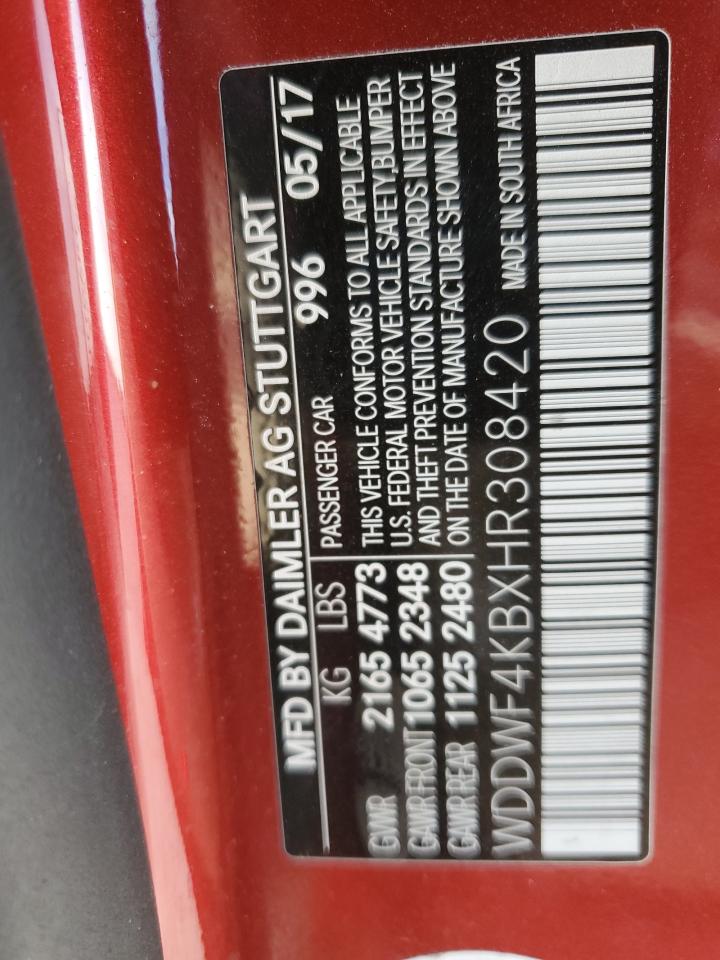 MFD BY DAIMLER AG STUTTGART
KG LBS PASSENGER CAR 996 05/17
GVWR 2165 4773 THIS VEHICLE CONFORMS TO ALL APPLICABLE
GAWR FRONT 1065 2348 U.S. FEDERAL MOTOR VEHICLE SAFETY,BUMPER
GAWR REAR 1125 2480 AND THEFT PREVENTION STANDARDS IN EFFECT
ON THE DATE OF MANUFACTURE SHOWN ABOVE
WDDWF4KBXHR308420 MADE IN SOUTH AFRICA